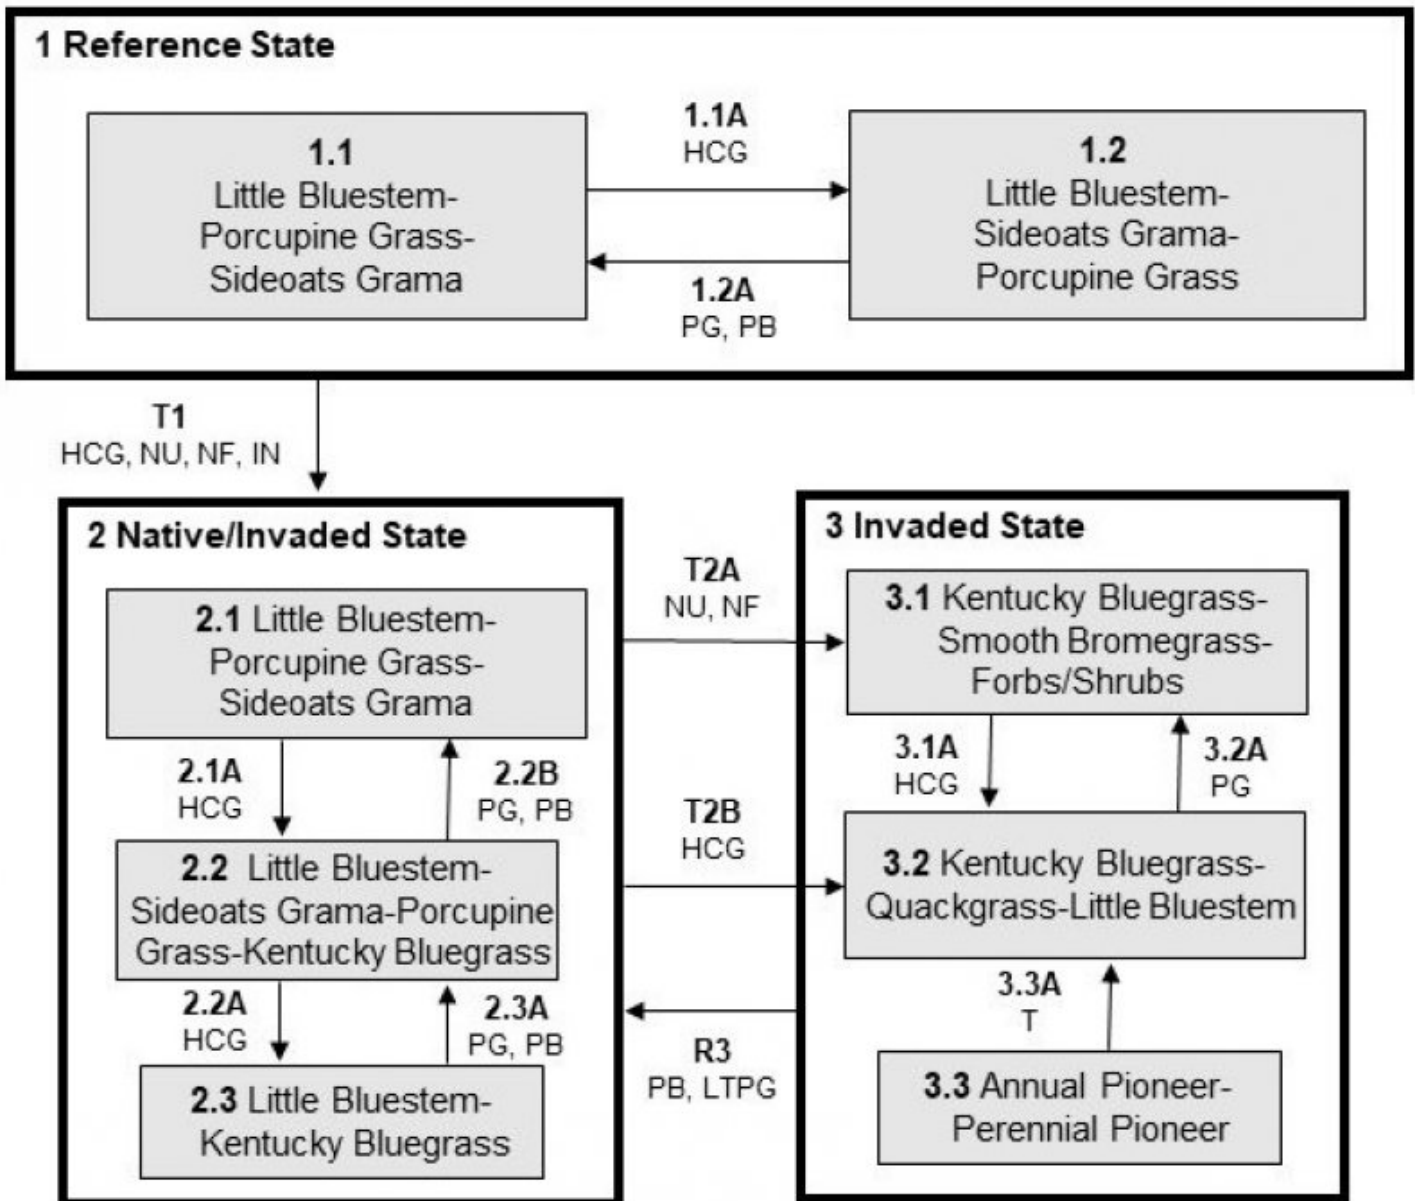 1 Reference State
1.1
Little Bluestem-
Porcupine Grass-
Sideoats Grama
1.1A
HCG
1.2A
PG, PB
1.2
Little Bluestem-
Sideoats Grama-
Porcupine Grass
T1
HCG, NU, NF, IN
2 Native/Invaded State
2.1 Little Bluestem-
Porcupine Grass-
Sideoats Grama
2.1A
HCG
2.2B
PG, PB
2.2 Little Bluestem-
Sideoats Grama-Porcupine
Grass-Kentucky Bluegrass
2.2A
HCG
2.3A
PG, PB
2.3 Little Bluestem-
Kentucky Bluegrass
T2A
NU, NF
T2B
HCG
R3
PB, LTPG
3 Invaded State
3.1 Kentucky Bluegrass-
Smooth Bromegrass-
Forbs/Shrubs
3.1A
HCG
3.2A
PG
3.2 Kentucky Bluegrass-
Quackgrass-Little Bluestem
3.3A
T
3.3 Annual Pioneer-
Perennial Pioneer